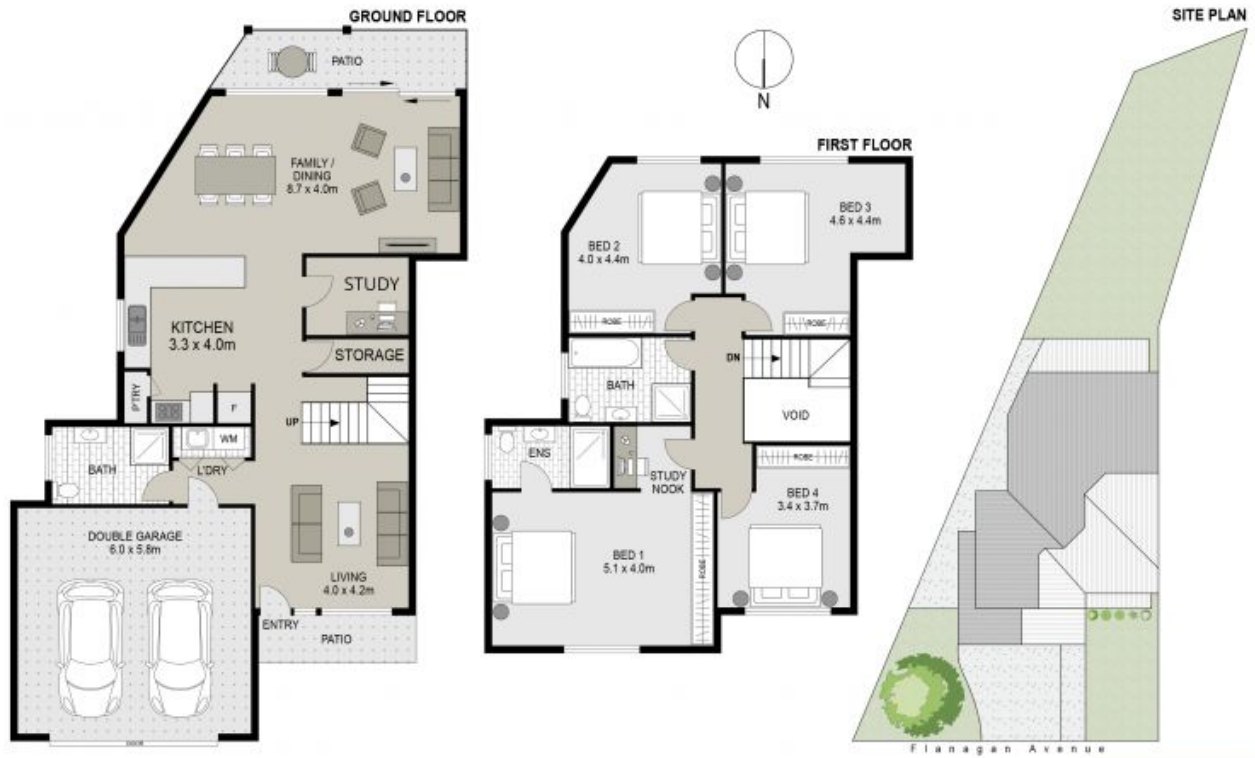 GROUND FLOOR
PATIO
FAMILY /
DINING
8.7 x 4.0m
STUDY
KITCHEN
3.3 x 4.0m
STORAGE
P'TRY
F
UP
WM
BATH
L'DRY
DOUBLE GARAGE
6.0 x 5.8m
LIVING
4.0 x 4.2m
ENTRY
PATIO
DOOR
N
FIRST FLOOR
BED 3
4.6 x 4.4m
BED 2
4.0 x 4.4m
ROBE
ROBE
DN
BATH
VOID
ENS
STUDY
NOOK
ROBE
BED 4
3.4 x 3.7m
BED 1
5.1 x 4.0m
ROBE
SITE PLAN
Flanagan Avenue